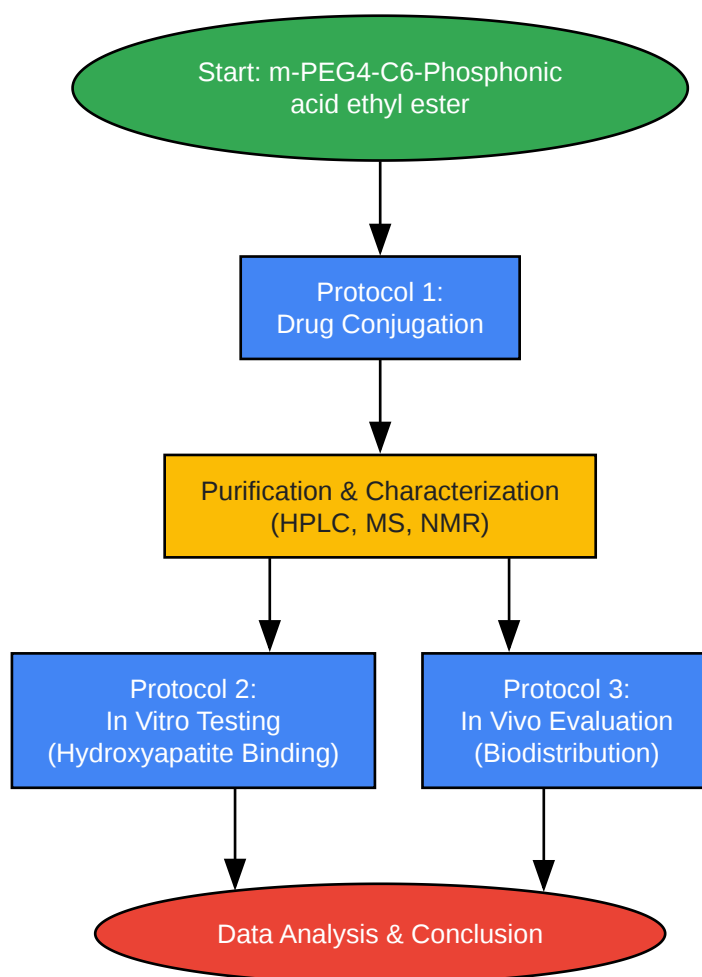 Start: m-PEG4-C6-Phosphonic
acid ethyl ester
Protocol 1:
Drug Conjugation
Purification & Characterization
(HPLC, MS, NMR)
Protocol 2:
In Vitro Testing
(Hydroxyapatite Binding)
Protocol 3:
In Vivo Evaluation
(Biodistribution)
Data Analysis & Conclusion